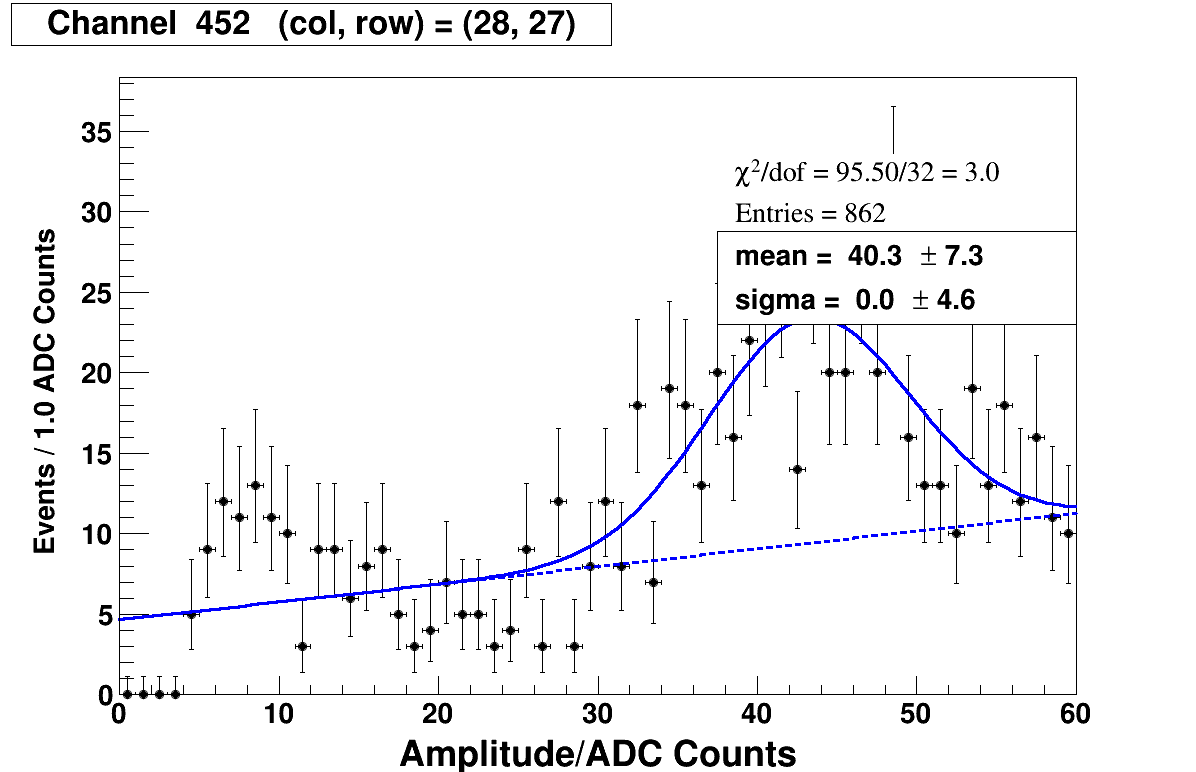 Channel 452 (col, row) = (28, 27)
35
χ²/dof = 95.50/32 = 3.0
30
Entries = 862
mean = 40.3 ± 7.3
25
sigma = 0.0 ± 4.6
20
15
10
5
0
Events / 1.0 ADC Counts
0 10 20 30 40 50 60
Amplitude/ADC Counts